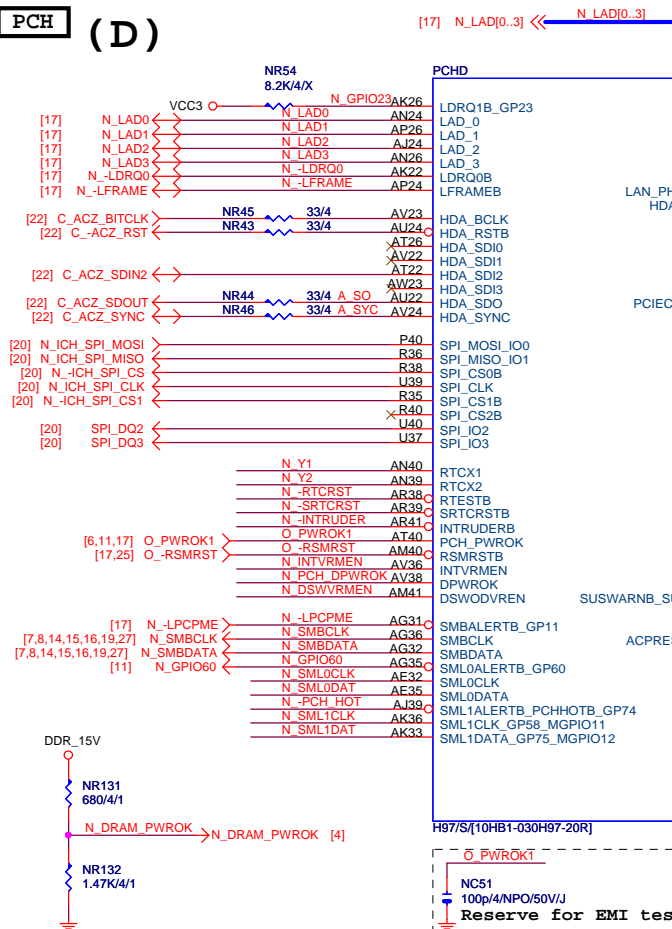 PCH (D)
[17] N_LAD[0..3] N_LAD[0..3]
NR54
8.2K/4/X
PCHD
VCC3 N_GPIO23 AK26 LDRQ1B_GP23
[17] N_LAD0 N_LAD0 AN24 LAD_0
[17] N_LAD1 N_LAD1 AP26 LAD_1
[17] N_LAD2 N_LAD2 AJ24 LAD_2
[17] N_LAD3 N_LAD3 AN26 LAD_3
[17] N_-LDRQ0 N_-LDRQ0 AK22 LDRQ0B
[17] N_-LFRAME N_-LFRAME AP24 LFRAMEB
LAN_PH
HDA
[22] C_ACZ_BITCLK NR45 33/4 AV23 HDA_BCLK
[22] C_-ACZ_RST NR43 33/4 AU24 HDA_RSTB
AT26 HDA_SDI0
AV22 HDA_SDI1
[22] C_ACZ_SDIN2 AT22 HDA_SDI2
AW23 HDA_SDI3
[22] C_ACZ_SDOUT NR44 33/4 A_SO AU22 HDA_SDO PCIEC
[22] C_ACZ_SYNC NR46 33/4 A_SYC AV24 HDA_SYNC
[20] N_ICH_SPI_MOSI P40 SPI_MOSI_IO0
[20] N_ICH_SPI_MISO R36 SPI_MISO_IO1
[20] N_-ICH_SPI_CS R38 SPI_CS0B
[20] N_ICH_SPI_CLK U39 SPI_CLK
[20] N_-ICH_SPI_CS1 R35 SPI_CS1B
R40 SPI_CS2B
[20] SPI_DQ2 U40 SPI_IO2
[20] SPI_DQ3 U37 SPI_IO3
N_Y1 AN40 RTCX1
N_Y2 AN39 RTCX2
N_-RTCRST AR38 RTESTB
N_-SRTCRST AR39 SRTCRSTB
N_-INTRUDER AR41 INTRUDERB
[6,11,17] O_PWROK1 O_PWROK1 AT40 PCH_PWROK
[17,25] O_-RSMRST O_-RSMRST AM40 RSMRSTB
N_INTVRMEN AV36 INTVRMEN
N_PCH_DPWROK AV38 DPWROK
N_DSWVRMEN AM41 DSWODVREN SUSWARNB_SU
[17] N_-LPCPME N_-LPCPME AG31 SMBALERTB_GP11
[7,8,14,15,16,19,27] N_SMBCLK N_SMBCLK AG36 SMBCLK ACPRES
[7,8,14,15,16,19,27] N_SMBDATA N_SMBDATA AG32 SMBDATA
[11] N_GPIO60 N_GPIO60 AG35 SML0ALERTB_GP60
N_SML0CLK AE32 SML0CLK
N_SML0DAT AE35 SML0DATA
N_-PCH_HOT AJ39 SML1ALERTB_PCHHOTB_GP74
N_SML1CLK AK36 SML1CLK_GP58_MGPIO11
N_SML1DAT AK33 SML1DATA_GP75_MGPIO12
DDR_15V
NR131
680/4/1
N_DRAM_PWROK N_DRAM_PWROK [4]
NR132
1.47K/4/1
H97/S/[10HB1-030H97-20R]
O_PWROK1
NC51
100p/4/NPO/50V/J
Reserve for EMI tes